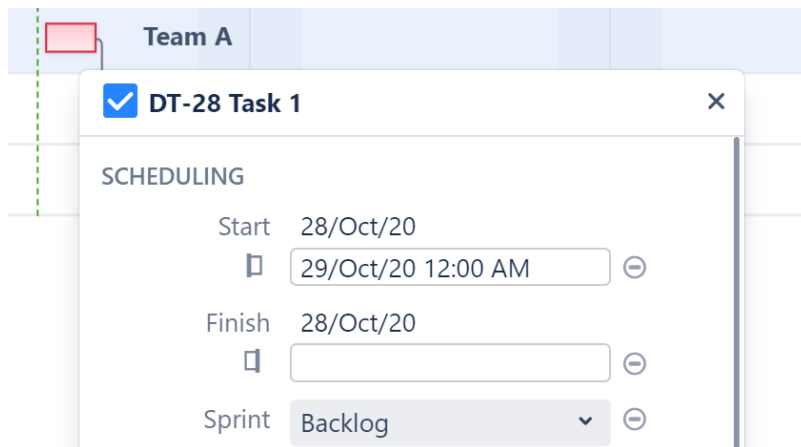 Team A
DT-28 Task 1
SCHEDULING
Start 28/Oct/20
29/Oct/20 12:00 AM
Finish 28/Oct/20
Sprint Backlog